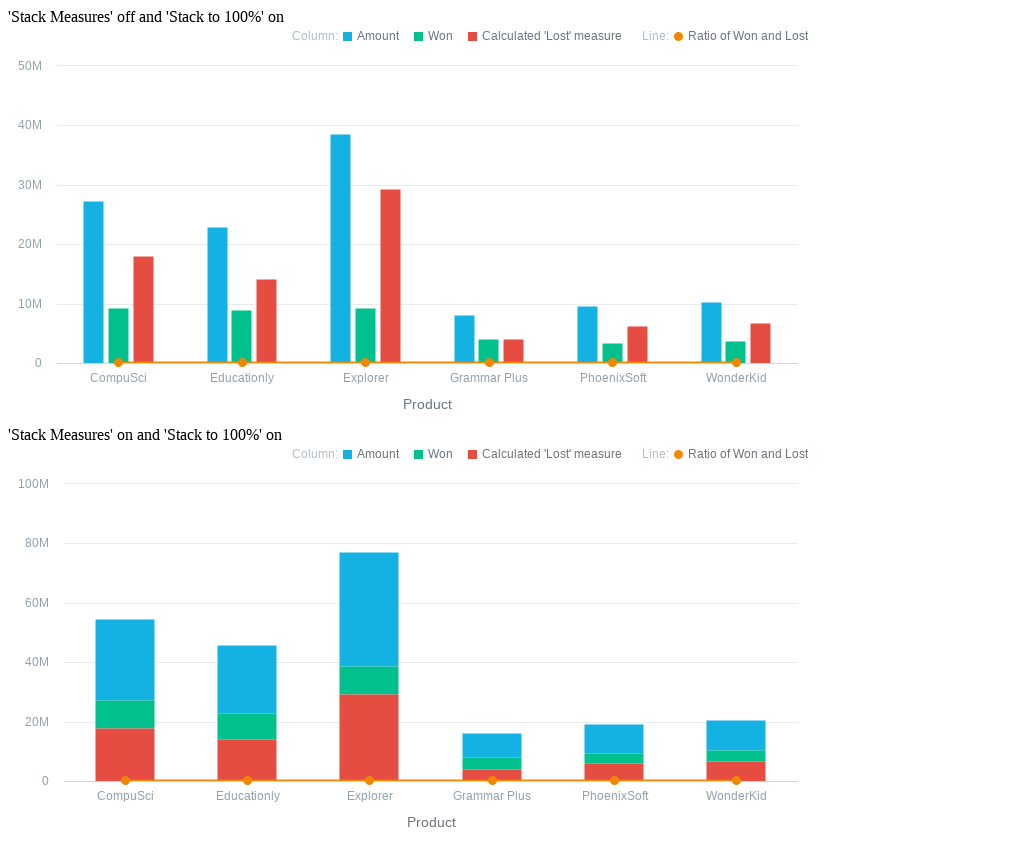 'Stack Measures' off and 'Stack to 100%' on
Column: Amount Won Calculated 'Lost' measure Line: Ratio of Won and Lost
50M
40M
30M
20M
10M
0
CompuSci Educationly Explorer Grammar Plus PhoenixSoft WonderKid
Product
'Stack Measures' on and 'Stack to 100%' on
Column: Amount Won Calculated 'Lost' measure Line: Ratio of Won and Lost
100M
80M
60M
40M
20M
0
CompuSci Educationly Explorer Grammar Plus PhoenixSoft WonderKid
Product